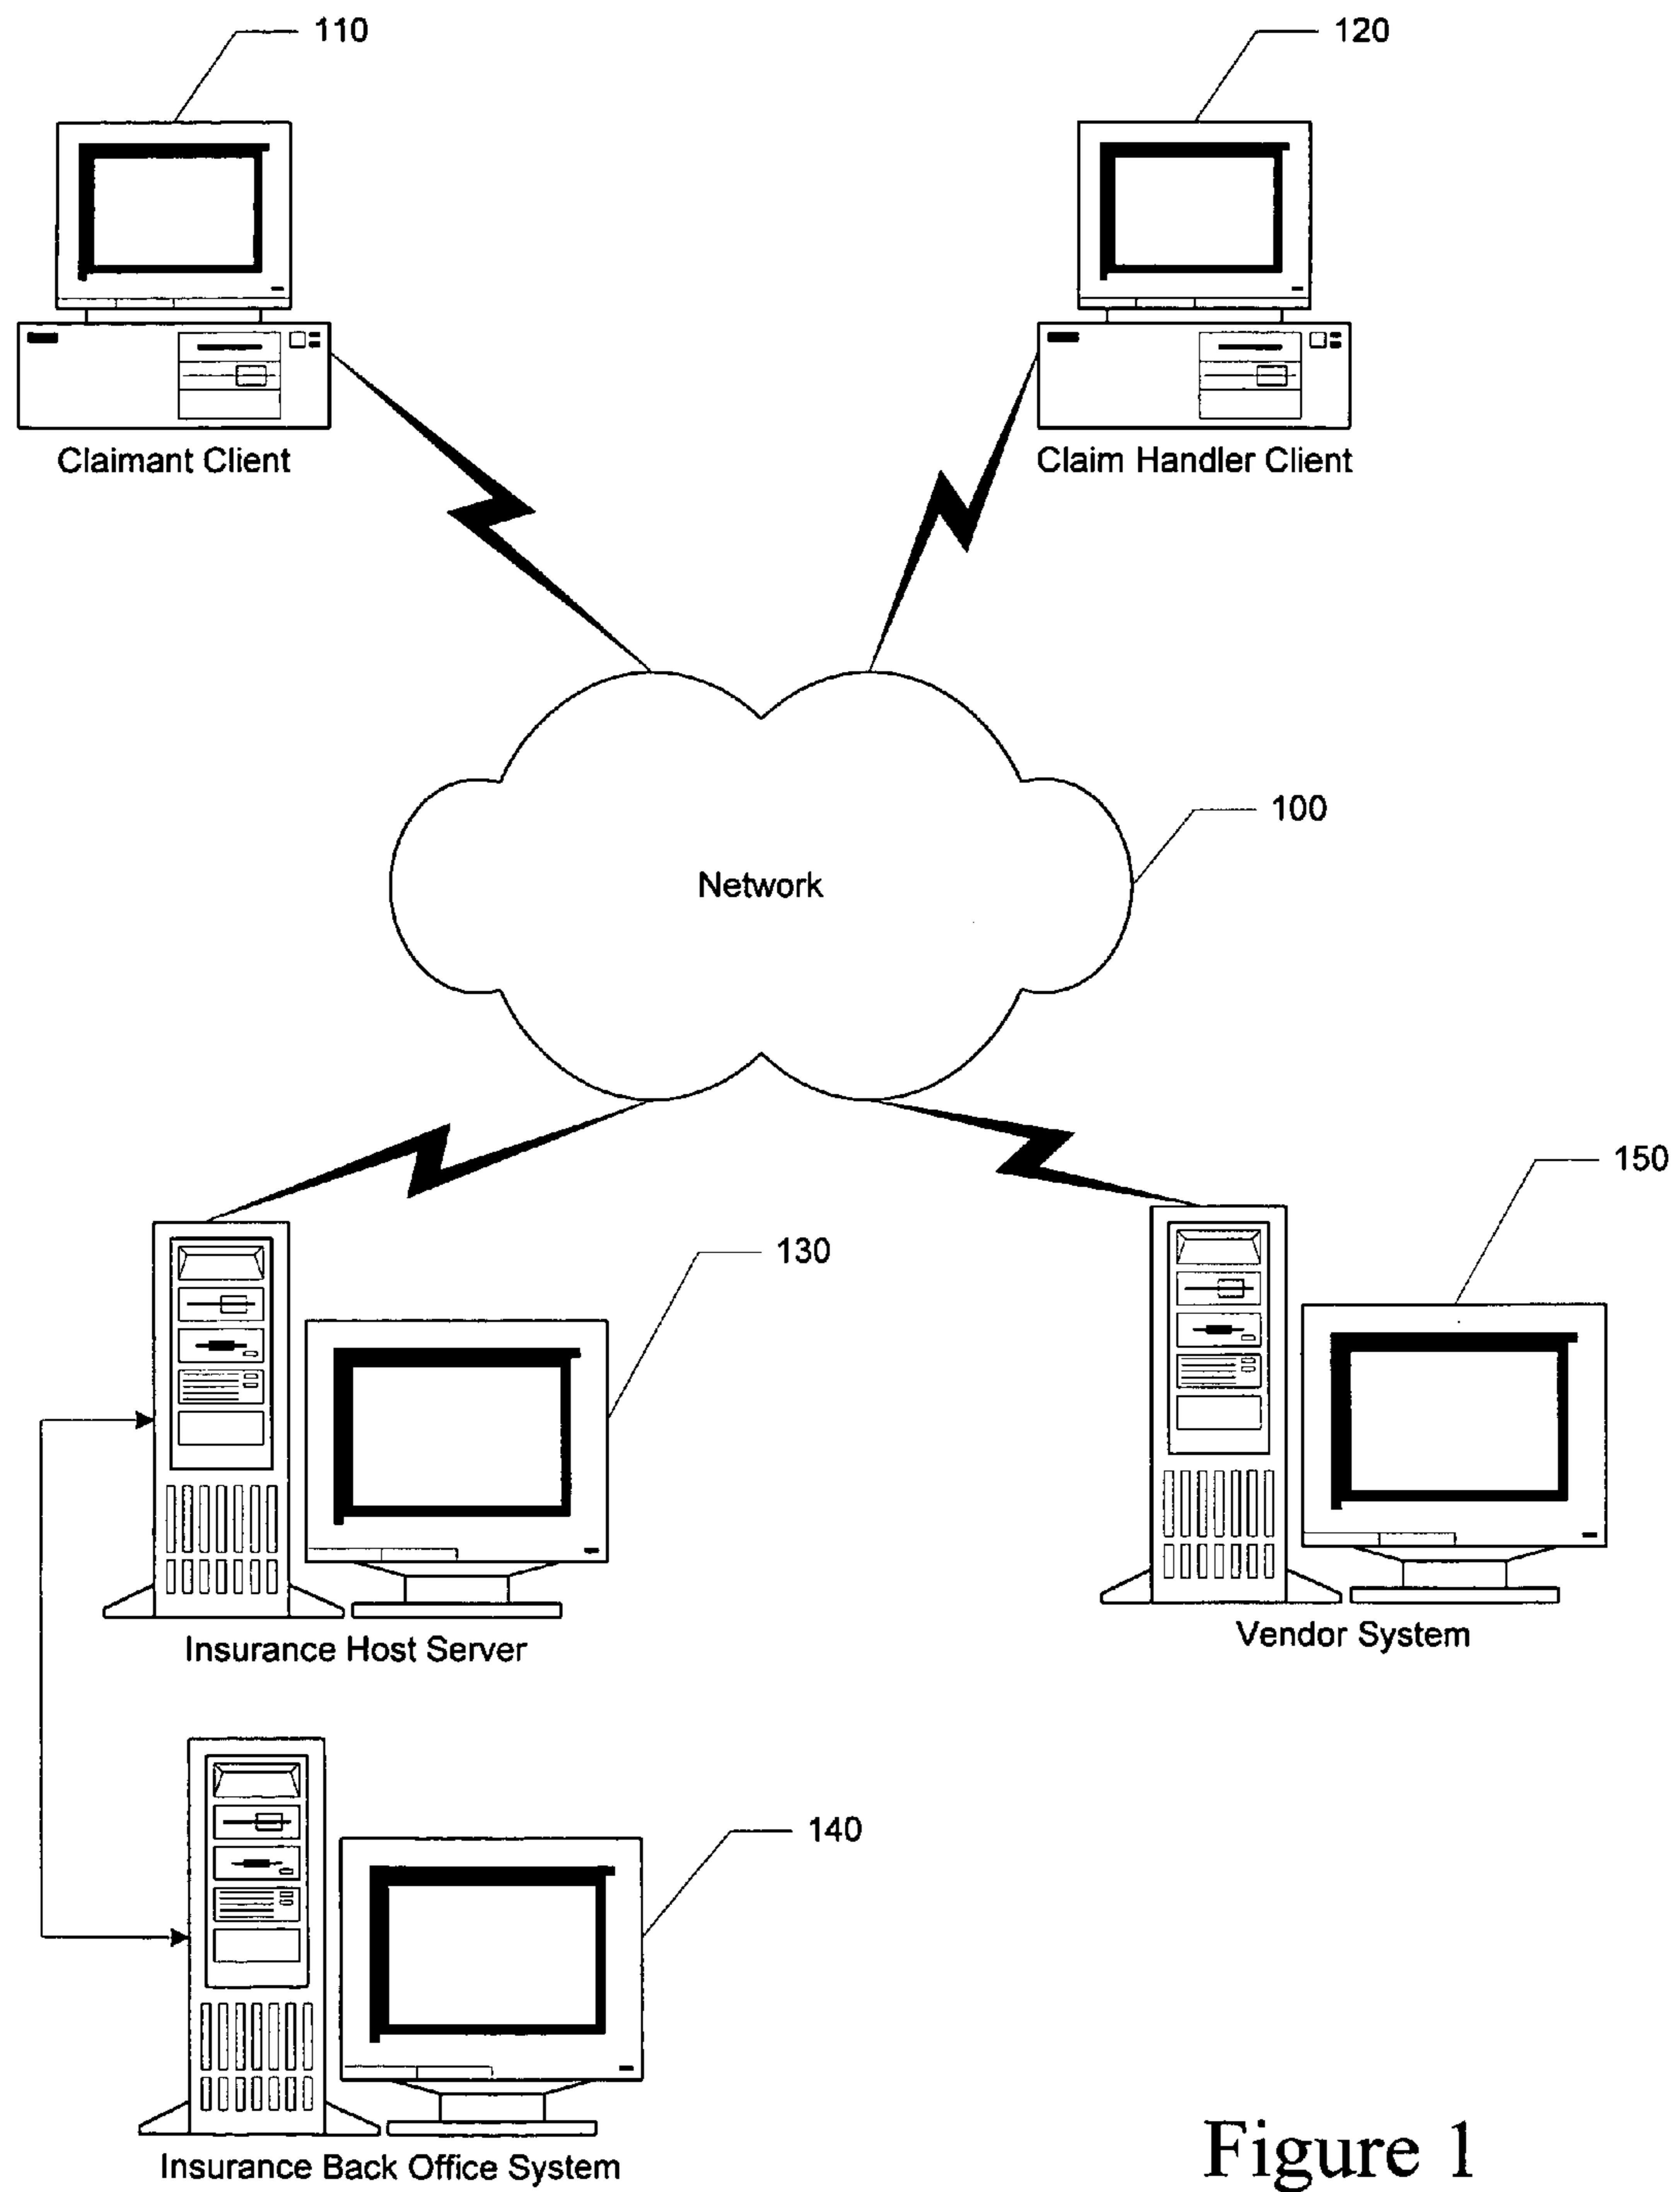 110
120
Claimant Client
Claim Handler Client
100
Network
150
130
Vendor System
Insurance Host Server
140
Insurance Back Office System
Figure 1